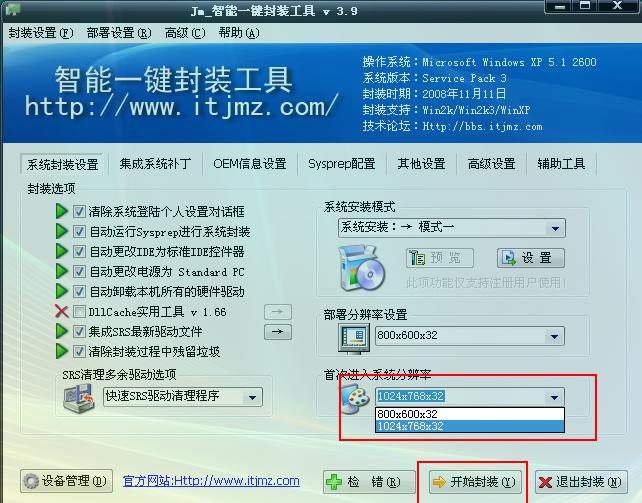 Jm_智能一键封装工具 v 3.9
封装设置(F) 部署设置(R) 高级(C) 帮助(A)
智能一键封装工具
http://www.itjmz.com/
操作系统：Microsoft Windows XP 5.1 2600
系统版本：Service Pack 3
封装时期：2008年11月11日
封装支持：Win2k/Win2k3/WinXP
技术论坛：Http://bbs.itjmz.com
系统封装设置 集成系统补丁 OEM信息设置 Sysprep配置 其他设置 高级设置 辅助工具
封装选项
清除系统登陆个人设置对话框
自动运行Sysprep进行系统封装
自动更改IDE为标准IDE控件器
自动更改电源为 Standard PC
自动卸载本机所有的硬件驱动
DllCache实用工具 v 1.66
集成SRS最新驱动文件
清除封装过程中残留垃圾
SRS清理多余驱动选项
快速SRS驱动清理程序
系统安装模式
系统安装：→ 模式一
预 览
设 置
此项功能仅支持注册用户使用!
部署分辨率设置
800x600x32
首次进入系统分辨率
1024x768x32
800x600x32
1024x768x32
设备管理(D) 官方网站:Http://www.itjmz.com 检 错(R) 开始封装(Y) 退出封装(N)